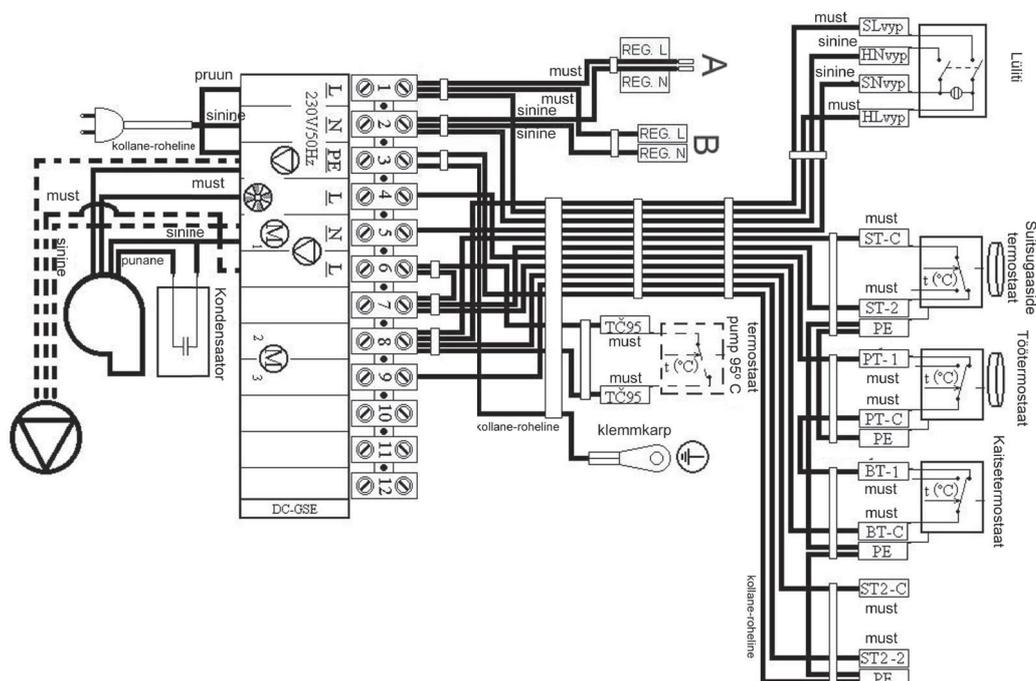 must
SLvyp
sinine
HNvyp
sinine
SNvyp
must
HLvyp
Lüliti
REG. L
REG. N
A
must
must
sinine
sinine
REG. L
REG. N
B
pruun
sinine
kollane-roheline
must
must
sinine
sinine
punane
Kondensaator
230V/50Hz
L
N
PE
L
N
L
M
1
2
M
3
DC-GSE
1
2
3
4
5
6
7
8
9
10
11
12
TČ95
must
must
TČ95
t (°C)
termostaat
pump 95° C
kollane-roheline
klemmkarp
must
ST-C
must
ST-2
PE
t (°C)
Suitsugaaside
termostaat
PT-1
must
must
PT-C
PE
t (°C)
Töötermostaat
BT-1
must
must
BT-C
PE
t (°C)
Kaitsetermostaat
kollane-roheline
ST2-C
must
must
ST2-2
PE